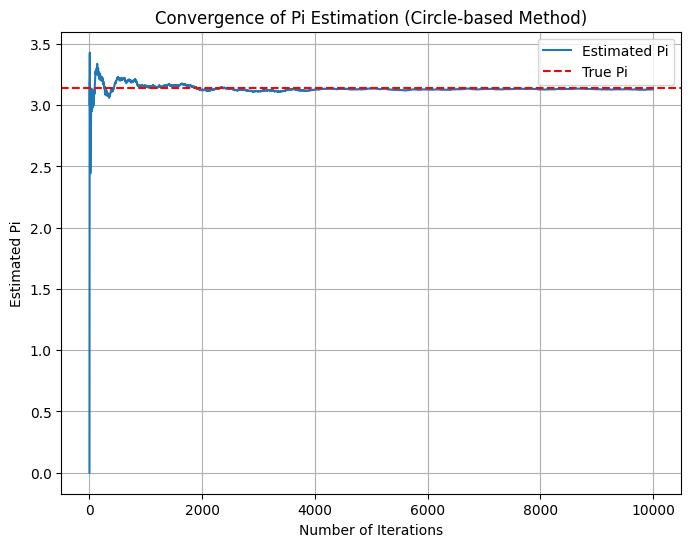 Convergence of Pi Estimation (Circle-based Method)
Estimated Pi
True Pi
Estimated Pi
3.5
3.0
2.5
2.0
1.5
1.0
0.5
0.0
0 2000 4000 6000 8000 10000
Number of Iterations